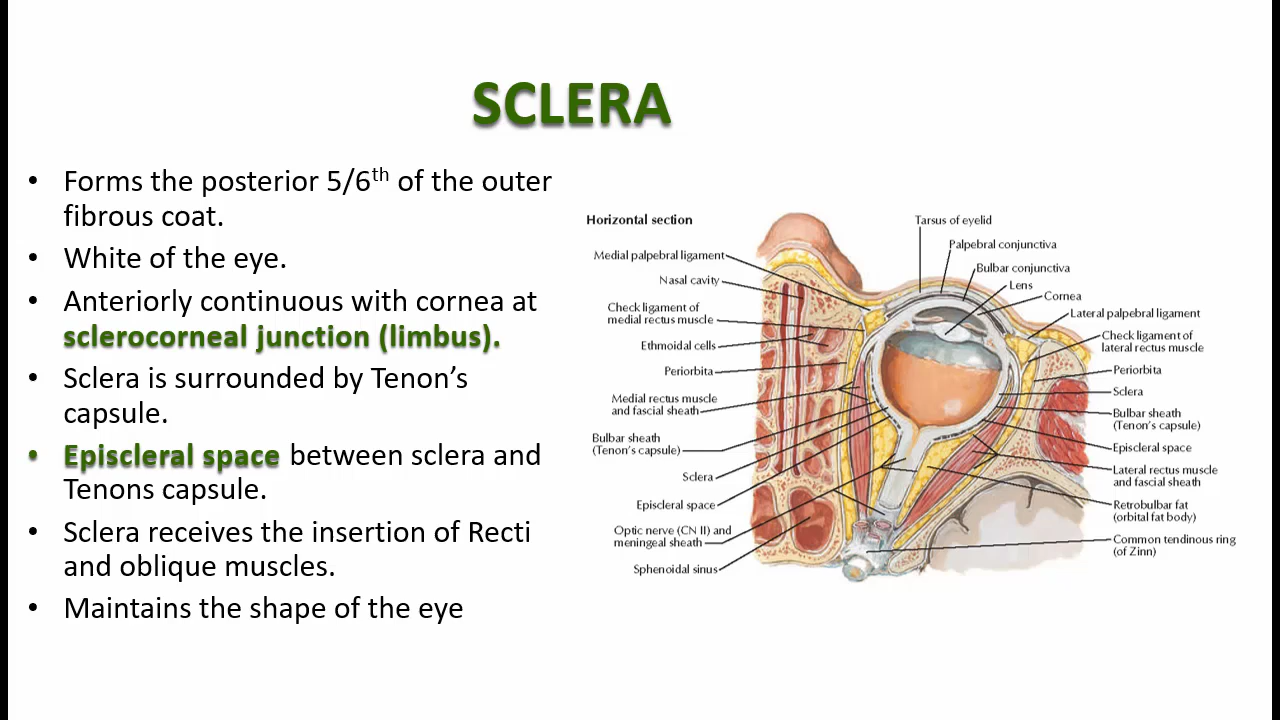 SCLERA
• Forms the posterior 5/6th of the outer
fibrous coat.
• White of the eye.
• Anteriorly continuous with cornea at
sclerocorneal junction (limbus).
• Sclera is surrounded by Tenon’s
capsule.
• Episcleral space between sclera and
Tenons capsule.
• Sclera receives the insertion of Recti
and oblique muscles.
• Maintains the shape of the eye
Horizontal section
Medial palpebral ligament
Nasal cavity
Check ligament of
medial rectus muscle
Ethmoidal cells
Periorbita
Medial rectus muscle
and fascial sheath
Bulbar sheath
(Tenon’s capsule)
Sclera
Episcleral space
Optic nerve (CN II) and
meningeal sheath
Sphenoidal sinus
Tarsus of eyelid
Palpebral conjunctiva
Bulbar conjunctiva
Lens
Cornea
Lateral palpebral ligament
Check ligament of
lateral rectus muscle
Periorbita
Sclera
Bulbar sheath
(Tenon’s capsule)
Episcleral space
Lateral rectus muscle
and fascial sheath
Retrobulbar fat
(orbital fat body)
Common tendinous ring
(of Zinn)